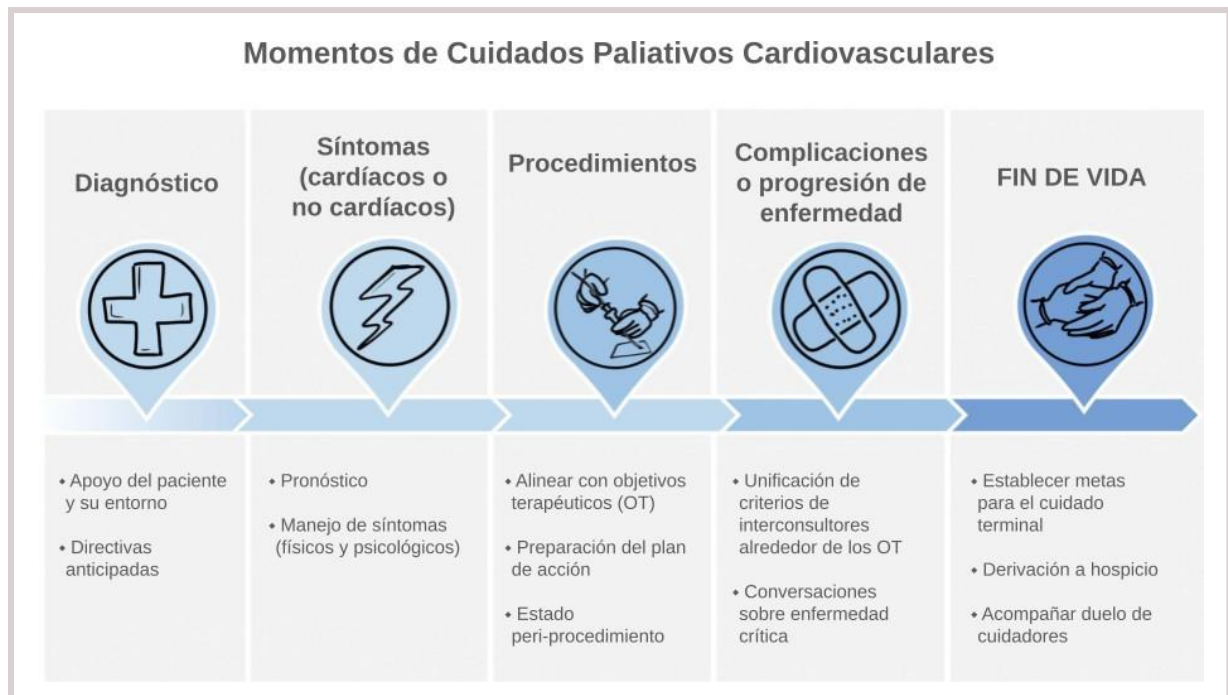 Momentos de Cuidados Paliativos Cardiovasculares
Diagnóstico
Síntomas
(cardíacos o
no cardíacos)
Procedimientos
Complicaciones
o progresión de
enfermedad
FIN DE VIDA
• Apoyo del paciente
y su entorno
• Directivas
anticipadas
• Pronóstico
• Manejo de síntomas
(físicos y psicológicos)
• Alinear con objetivos
terapéuticos (OT)
• Preparación del plan
de acción
• Estado
peri-procedimiento
• Unificación de
criterios de
interconsultores
alrededor de los OT
• Conversaciones
sobre enfermedad
crítica
• Establecer metas
para el cuidado
terminal
• Derivación a hospicio
• Acompañar duelo de
cuidadores